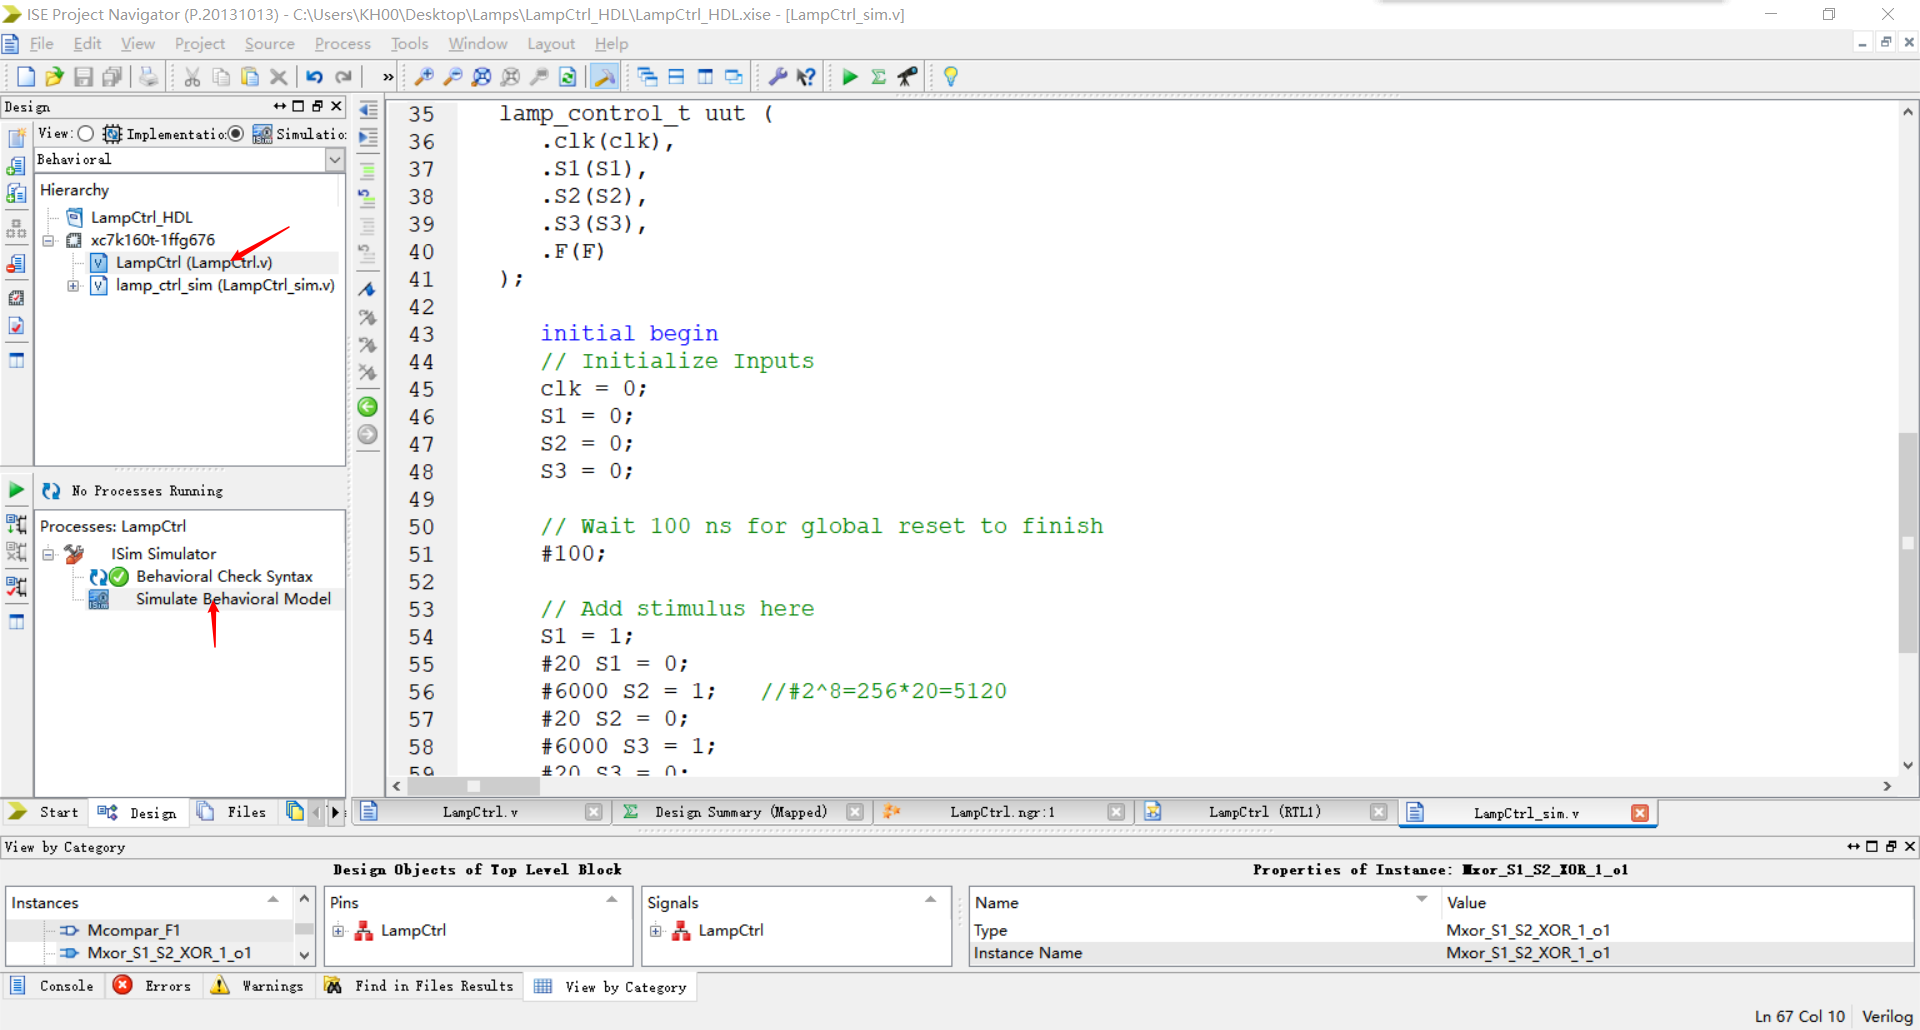 ISE Project Navigator (P.20131013) - C:\Users\KH00\Desktop\Lamps\LampCtrl_HDL\LampCtrl_HDL.xise - [LampCtrl_sim.v]
File Edit View Project Source Process Tools Window Layout Help
Design
View: Implementatio Simulatio
Behavioral
Hierarchy
LampCtrl_HDL
xc7k160t-1ffg676
LampCtrl (LampCtrl.v)
lamp_ctrl_sim (LampCtrl_sim.v)
No Processes Running
Processes: LampCtrl
ISim Simulator
Behavioral Check Syntax
Simulate Behavioral Model
35 lamp_control_t uut (
36 .clk(clk),
37 .S1(S1),
38 .S2(S2),
39 .S3(S3),
40 .F(F)
41 );
42
43 initial begin
44 // Initialize Inputs
45 clk = 0;
46 S1 = 0;
47 S2 = 0;
48 S3 = 0;
49
50 // Wait 100 ns for global reset to finish
51 #100;
52
53 // Add stimulus here
54 S1 = 1;
55 #20 S1 = 0;
56 #6000 S2 = 1; //#2^8=256*20=5120
57 #20 S2 = 0;
58 #6000 S3 = 1;
59 #20 S3 = 0;
Start Design Files
LampCtrl.v Design Summary (Mapped) LampCtrl.ngr:1 LampCtrl (RTL1) LampCtrl_sim.v
View by Category
Design Objects of Top Level Block
Properties of Instance: Mxor_S1_S2_XOR_1_o1
Instances
Mcompar_F1
Mxor_S1_S2_XOR_1_o1
Pins
LampCtrl
Signals
LampCtrl
Name Value
Type Mxor_S1_S2_XOR_1_o1
Instance Name Mxor_S1_S2_XOR_1_o1
Console Errors Warnings Find in Files Results View by Category
Ln 67 Col 10 Verilog